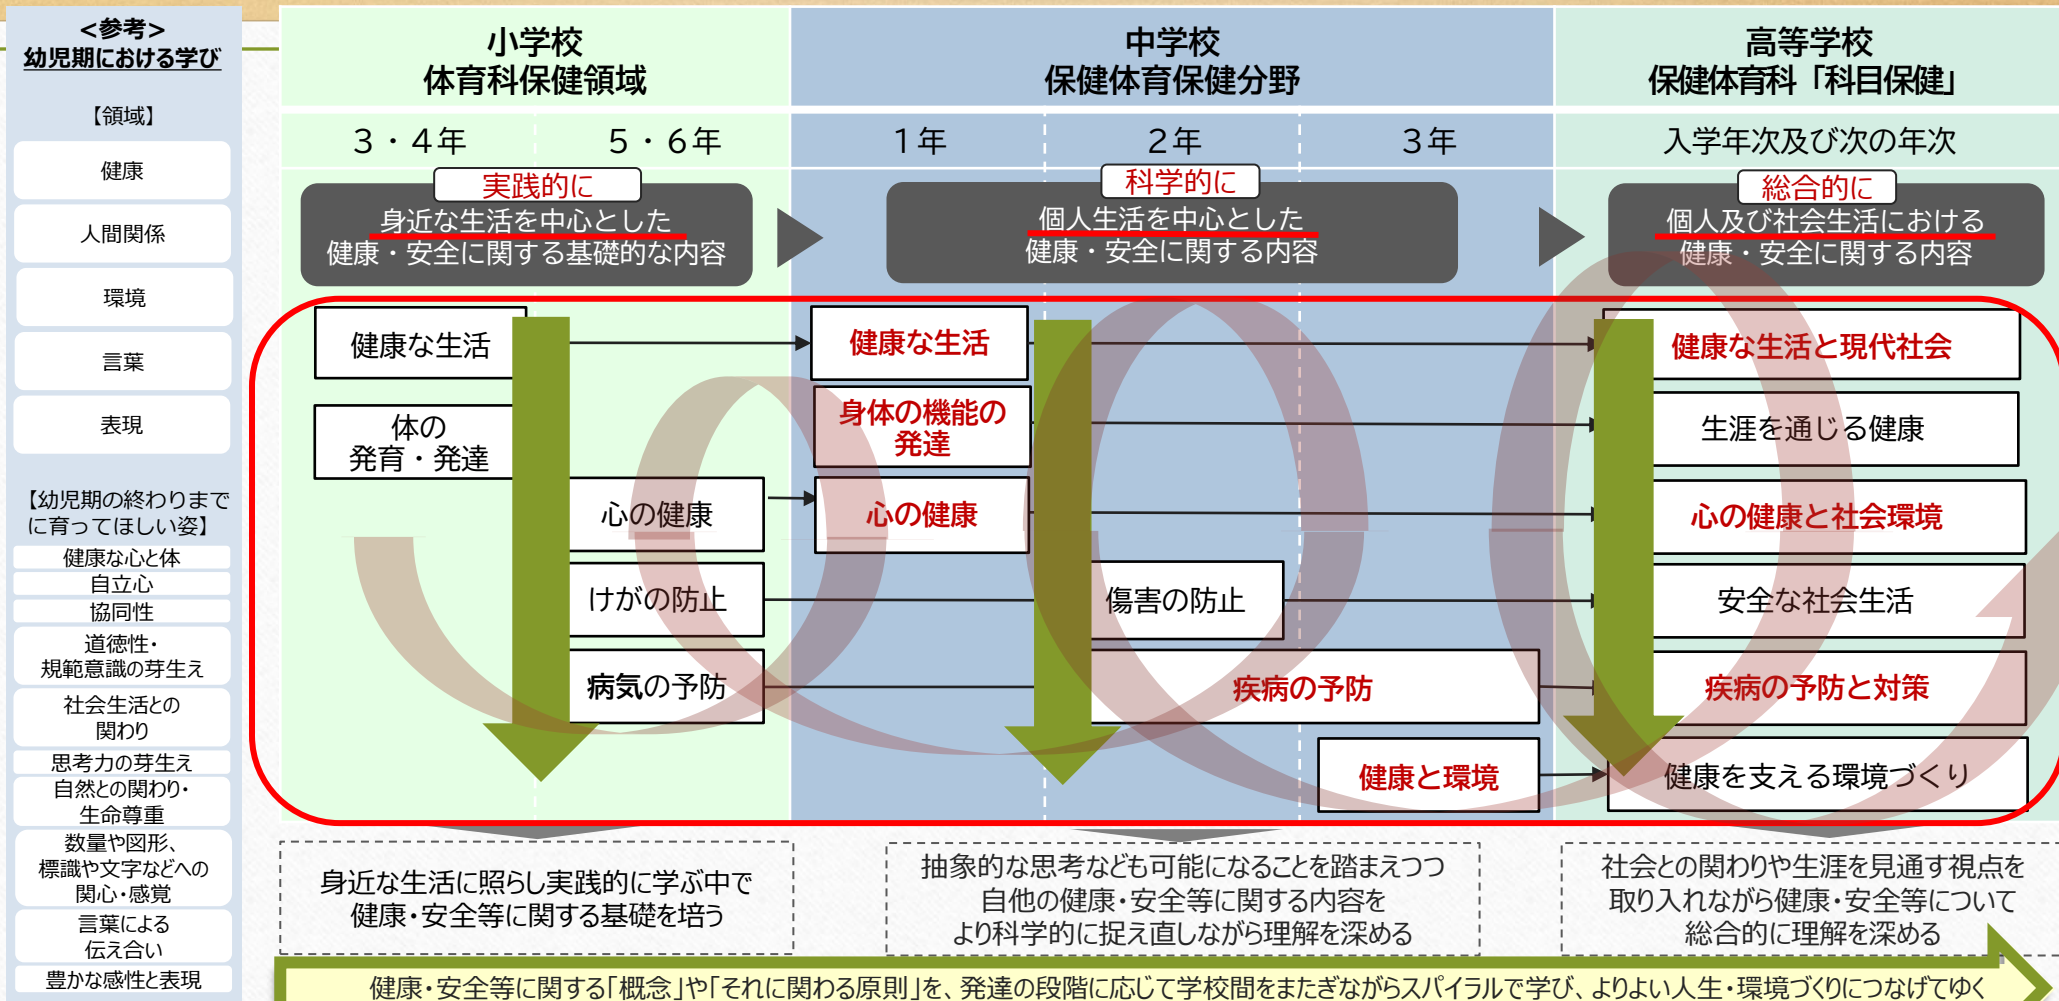 <参考>
幼児期における学び
【領域】
健康
人間関係
環境
言葉
表現
【幼児期の終わりまで
に育ってほしい姿】
健康な心と体
自立心
協同性
道徳性・
規範意識の芽生え
社会生活との
関わり
思考力の芽生え
自然との関わり・
生命尊重
数量や図形、
標識や文字などへの
関心・感覚
言葉による
伝え合い
豊かな感性と表現
小学校
体育科保健領域
3・4年
5・6年
実践的に
身近な生活を中心とした
健康・安全に関する基礎的な内容
健康な生活
体の
発育・発達
心の健康
けがの防止
病気の予防
身近な生活に照らし実践的に学ぶ中で
健康・安全等に関する基礎を培う
中学校
保健体育保健分野
1年
2年
3年
科学的に
個人生活を中心とした
健康・安全に関する内容
健康な生活
身体の機能の
発達
心の健康
傷害の防止
疾病の予防
健康と環境
抽象的な思考なども可能になることを踏まえつつ
自他の健康・安全等に関する内容を
より科学的に捉え直しながら理解を深める
高等学校
保健体育科「科目保健」
入学年次及び次の年次
総合的に
個人及び社会生活における
健康・安全に関する内容
健康な生活と現代社会
生涯を通じる健康
心の健康と社会環境
安全な社会生活
疾病の予防と対策
健康を支える環境づくり
社会との関わりや生涯を見通す視点を
取り入れながら健康・安全等について
総合的に理解を深める
健康・安全等に関する「概念」や「それに関わる原則」を、発達の段階に応じて学校間をまたぎながらスパイラルで学び、よりよい人生・環境づくりにつなげてゆく